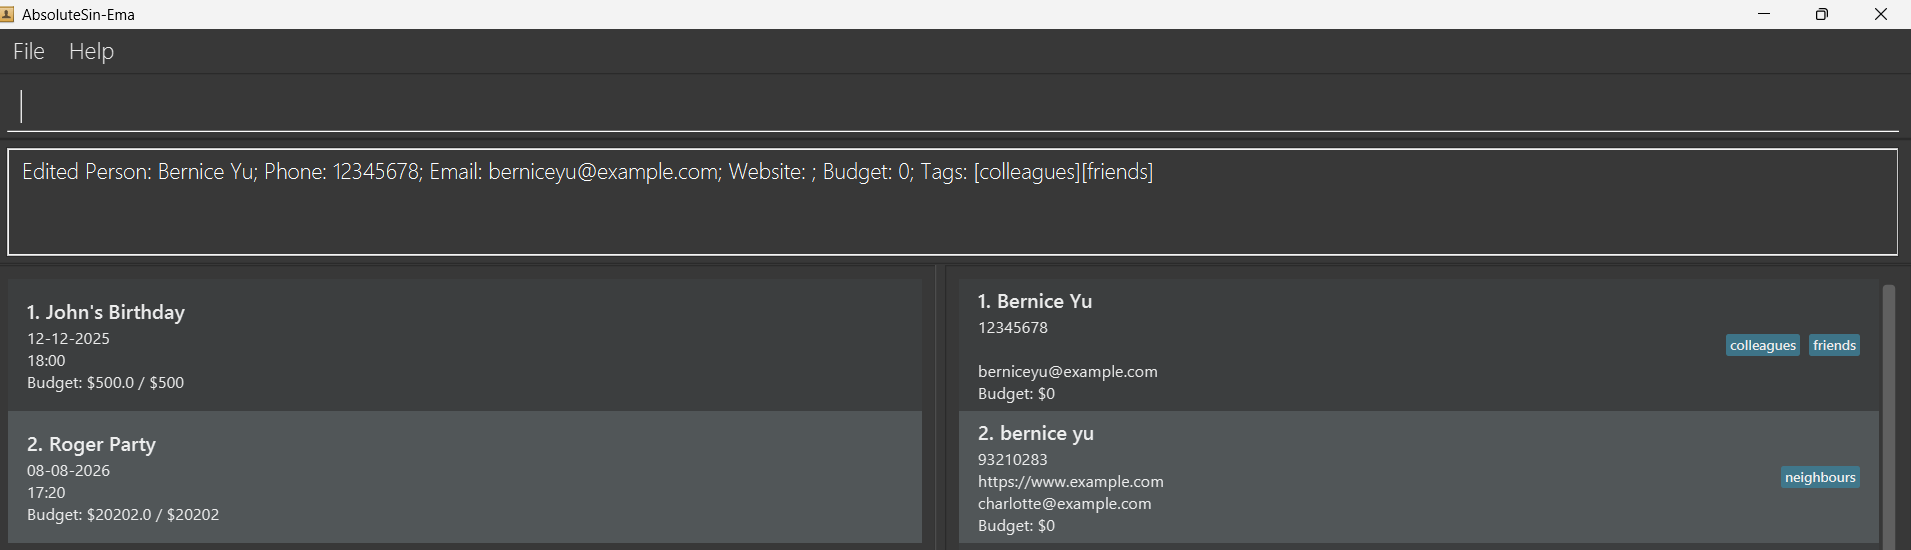 AbsoluteSin-Ema
File Help
Edited Person: Bernice Yu; Phone: 12345678; Email: berniceyu@example.com; Website: ; Budget: 0; Tags: [colleagues][friends]
1. John's Birthday
12-12-2025
18:00
Budget: $500.0 / $500
2. Roger Party
08-08-2026
17:20
Budget: $20202.0 / $20202
1. Bernice Yu
12345678
colleagues friends
berniceyu@example.com
Budget: $0
2. bernice yu
93210283
https://www.example.com
neighbours
charlotte@example.com
Budget: $0